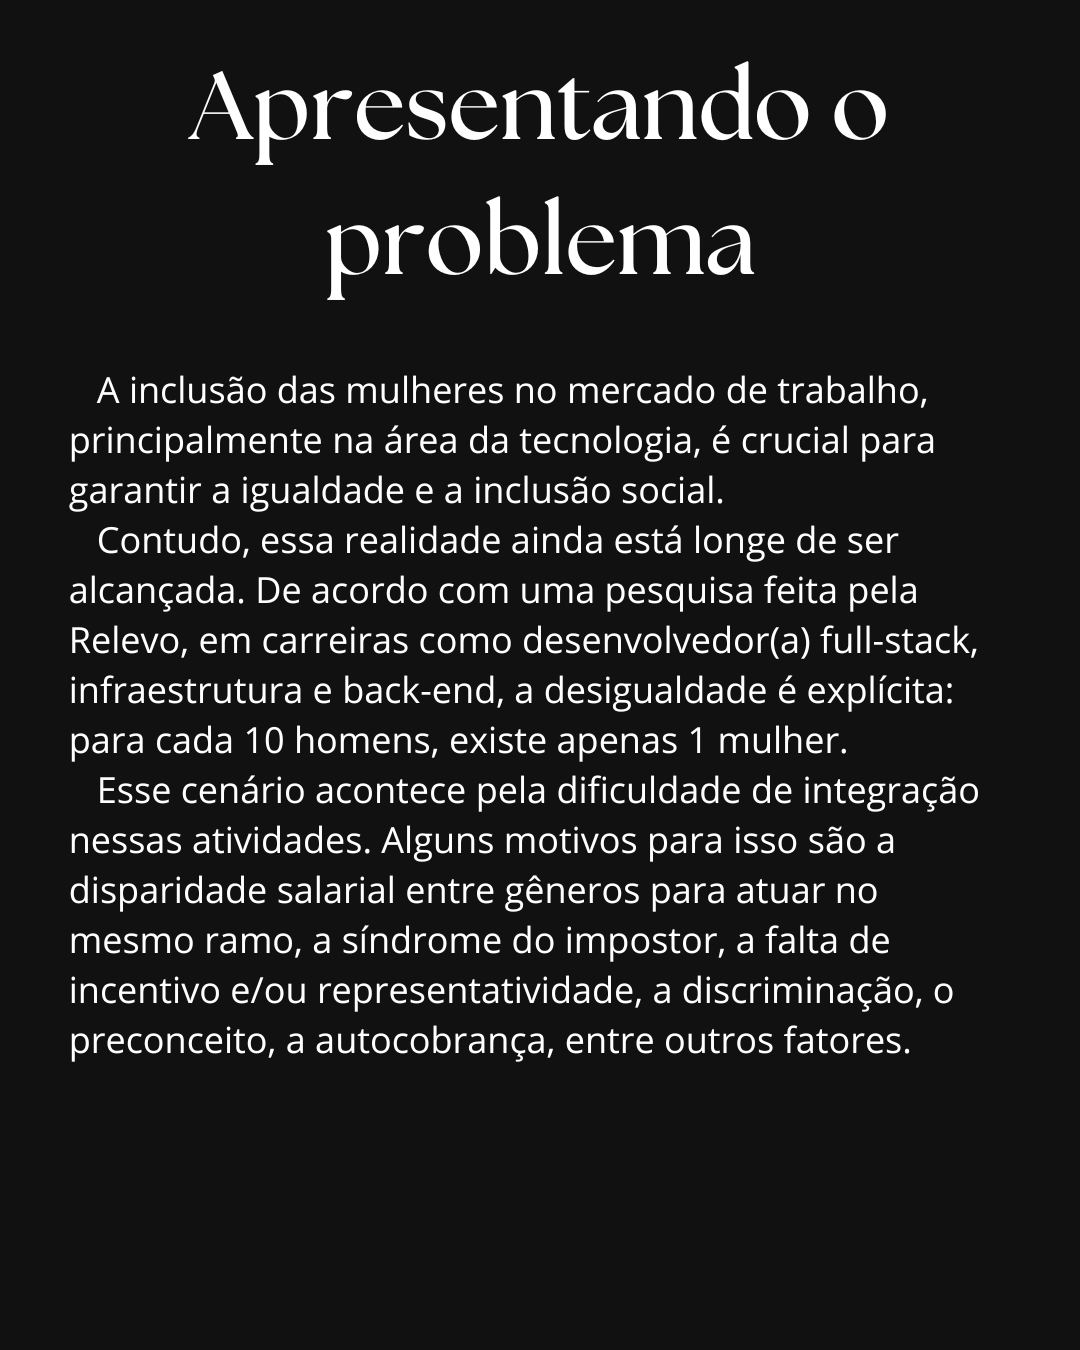 Apresentando o
problema
A inclusão das mulheres no mercado de trabalho,
principalmente na área da tecnologia, é crucial para
garantir a igualdade e a inclusão social.
Contudo, essa realidade ainda está longe de ser
alcançada. De acordo com uma pesquisa feita pela
Relevo, em carreiras como desenvolvedor(a) full-stack,
infraestrutura e back-end, a desigualdade é explícita:
para cada 10 homens, existe apenas 1 mulher.
Esse cenário acontece pela dificuldade de integração
nessas atividades. Alguns motivos para isso são a
disparidade salarial entre gêneros para atuar no
mesmo ramo, a síndrome do impostor, a falta de
incentivo e/ou representatividade, a discriminação, o
preconceito, a autocobrança, entre outros fatores.